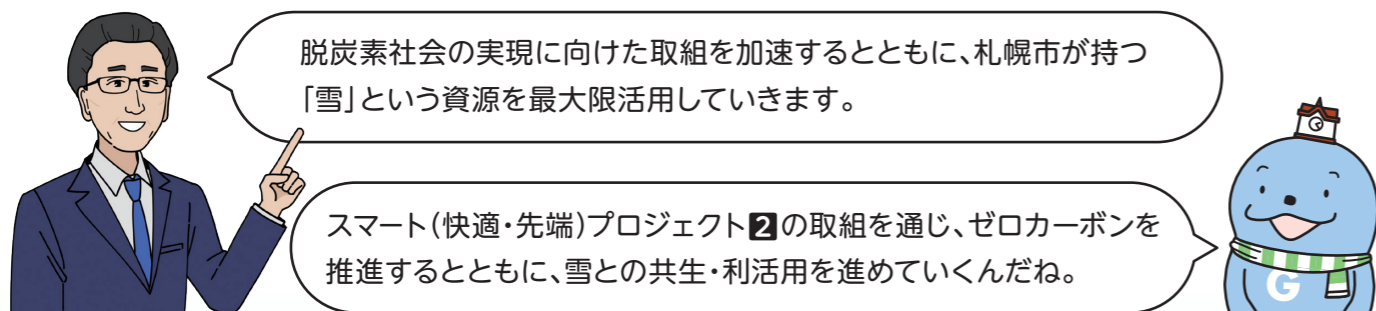 脱炭素社会の実現に向けた取組を加速するとともに、札幌市が持つ
「雪」という資源を最大限活用していきます。
スマート(快適・先端)プロジェクト2の取組を通じ、ゼロカーボンを
推進するとともに、雪との共生・利活用を進めていくんだね。
G